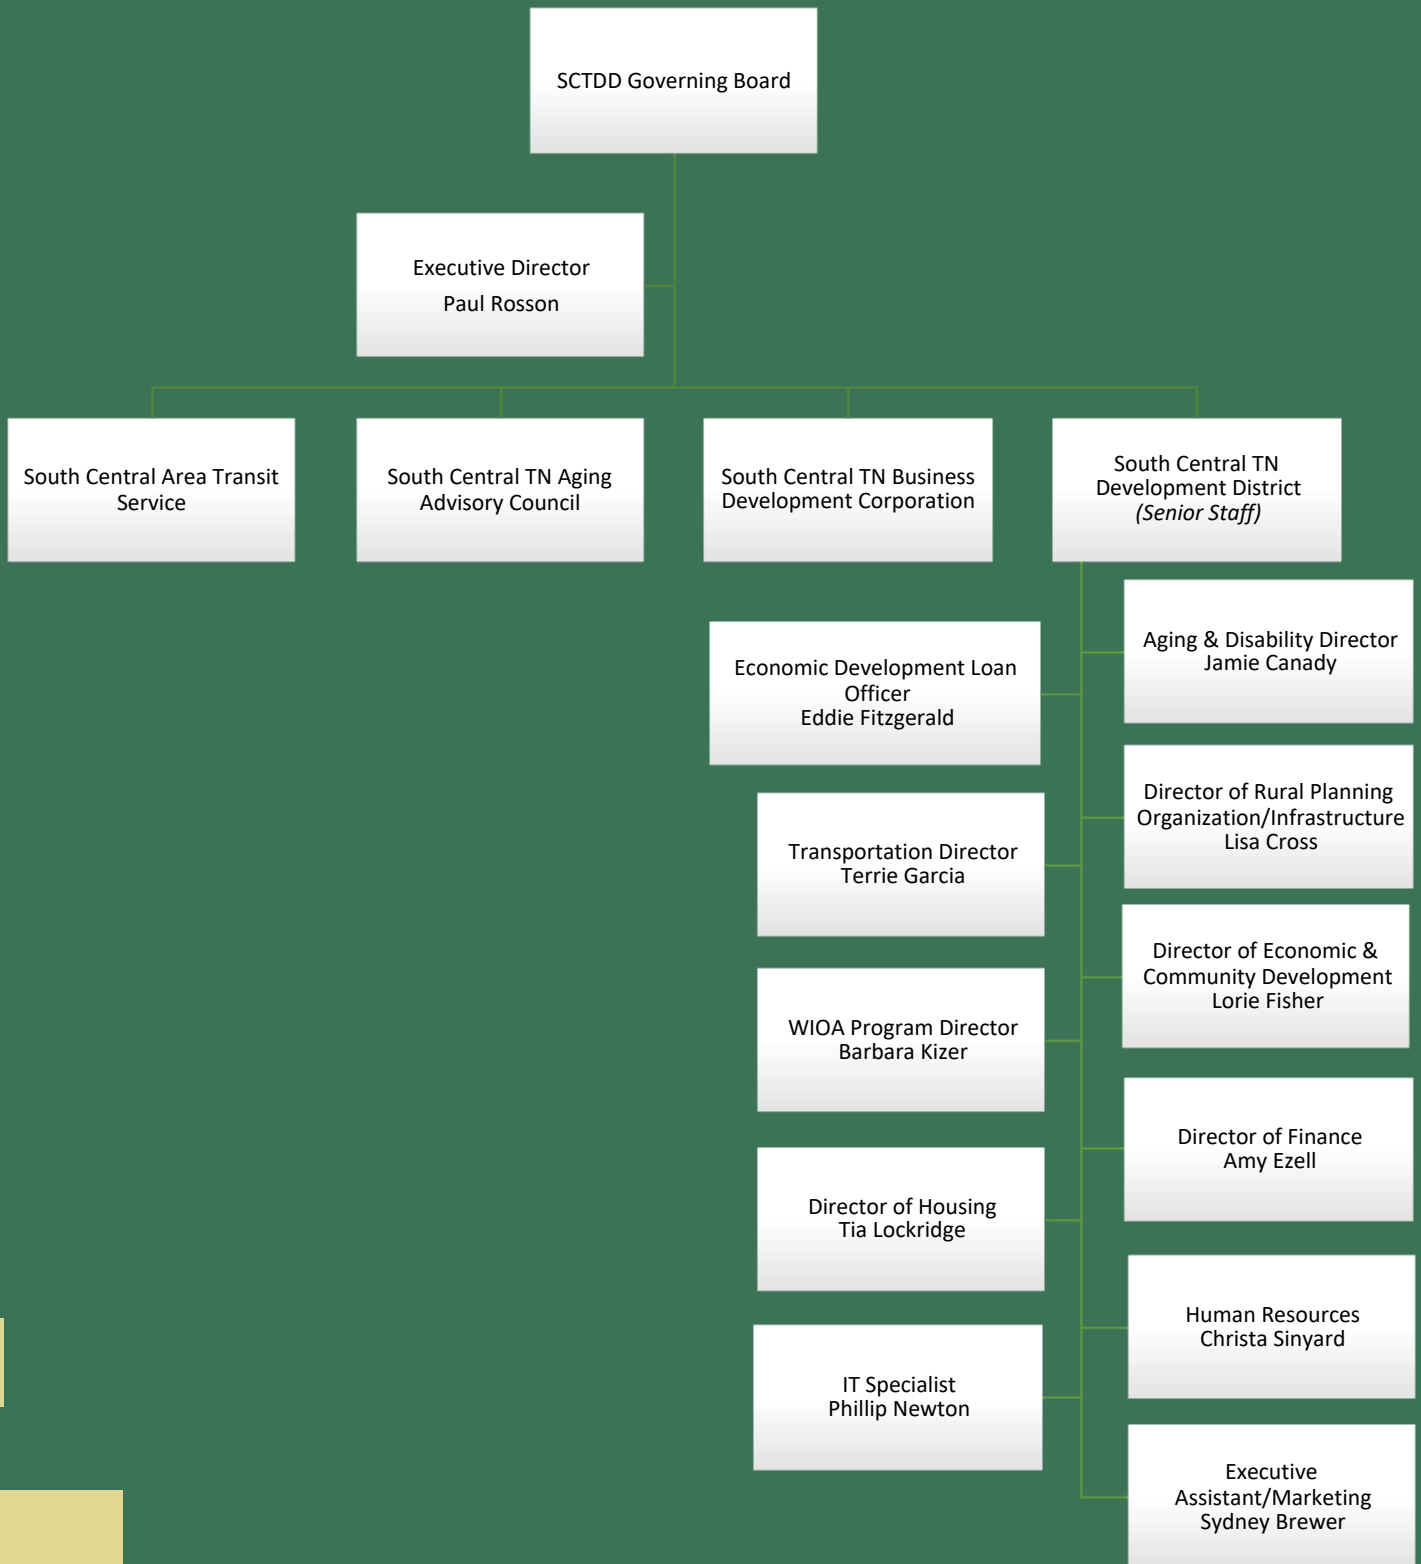 SCTDD Governing Board
Executive Director
Paul Rosson
South Central Area Transit
Service
South Central TN Aging
Advisory Council
South Central TN Business
Development Corporation
South Central TN
Development District
(Senior Staff)
Aging & Disability Director
Jamie Canady
Economic Development Loan
Officer
Eddie Fitzgerald
Director of Rural Planning
Organization/Infrastructure
Lisa Cross
Transportation Director
Terrie Garcia
Director of Economic &
Community Development
Lorie Fisher
WIOA Program Director
Barbara Kizer
Director of Finance
Amy Ezell
Director of Housing
Tia Lockridge
Human Resources
Christa Sinyard
IT Specialist
Phillip Newton
Executive
Assistant/Marketing
Sydney Brewer